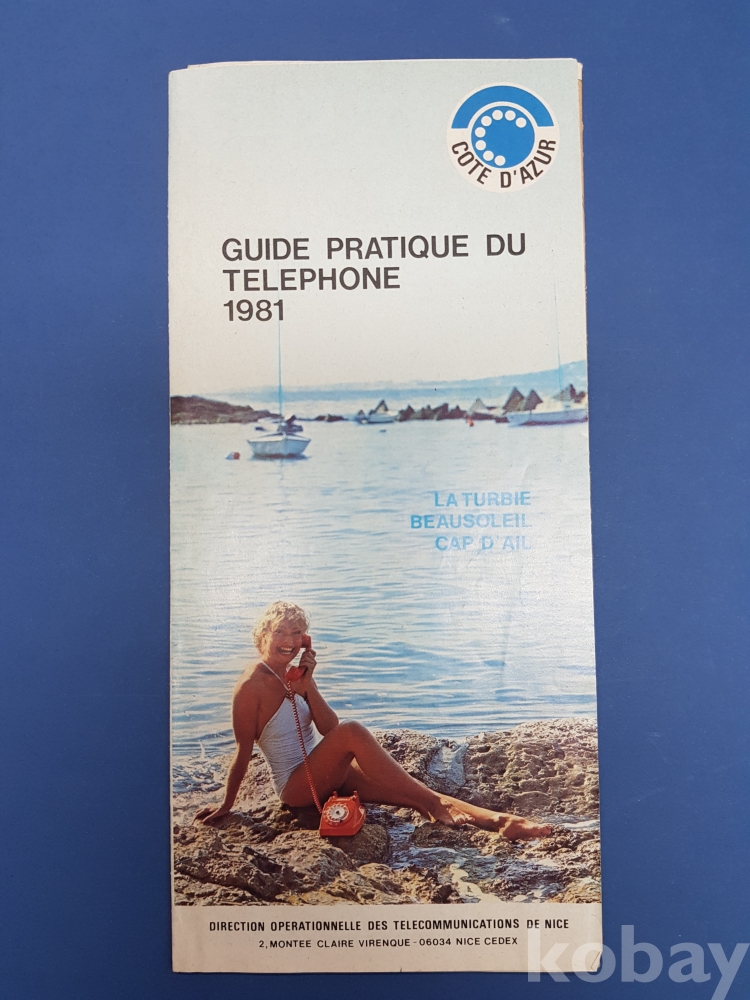 COTE D'AZUR
GUIDE PRATIQUE DU
TELEPHONE
1981
LA TURBIE
BEAUSOLEIL
CAP D'AIL
DIRECTION OPERATIONNELLE DES TELECOMMUNICATIONS DE NICE
2, MONTEE CLAIRE VIRENQUE - 06034 NICE CEDEX
kobay